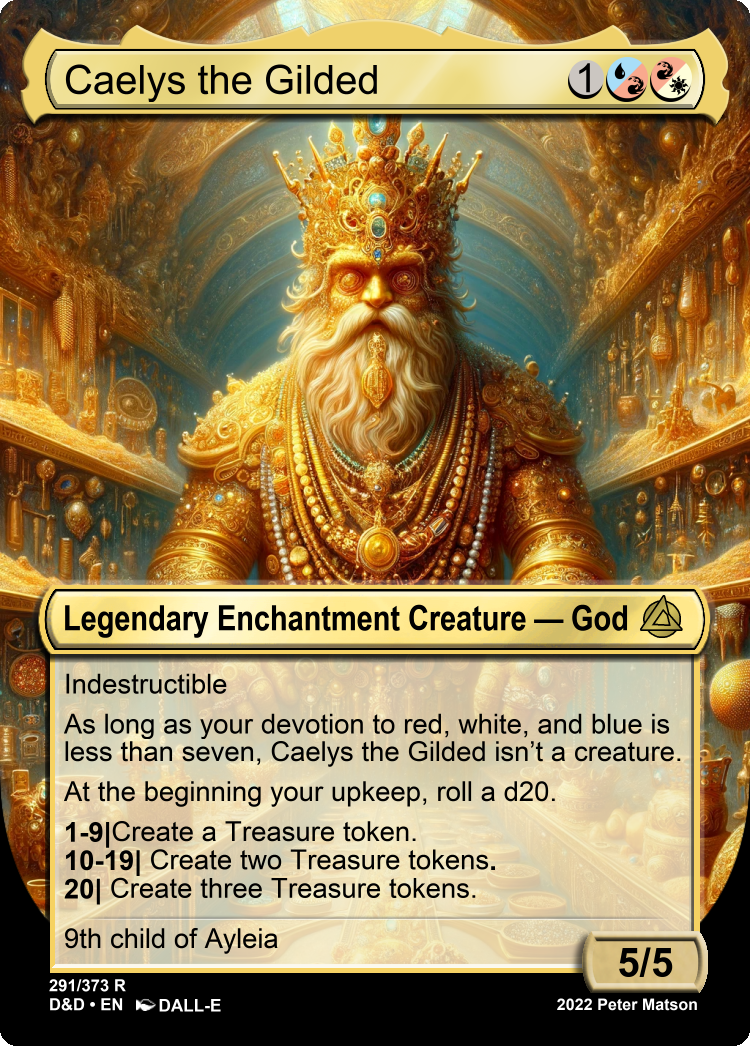 Caelys the Gilded 1
Legendary Enchantment Creature — God
Indestructible
As long as your devotion to red, white, and blue is
less than seven, Caelys the Gilded isn't a creature.
At the beginning your upkeep, roll a d20.
1-9|Create a Treasure token.
10-19| Create two Treasure tokens.
20| Create three Treasure tokens.
9th child of Ayleia
5/5
291/373 R
D&D • EN DALL-E
2022 Peter Matson